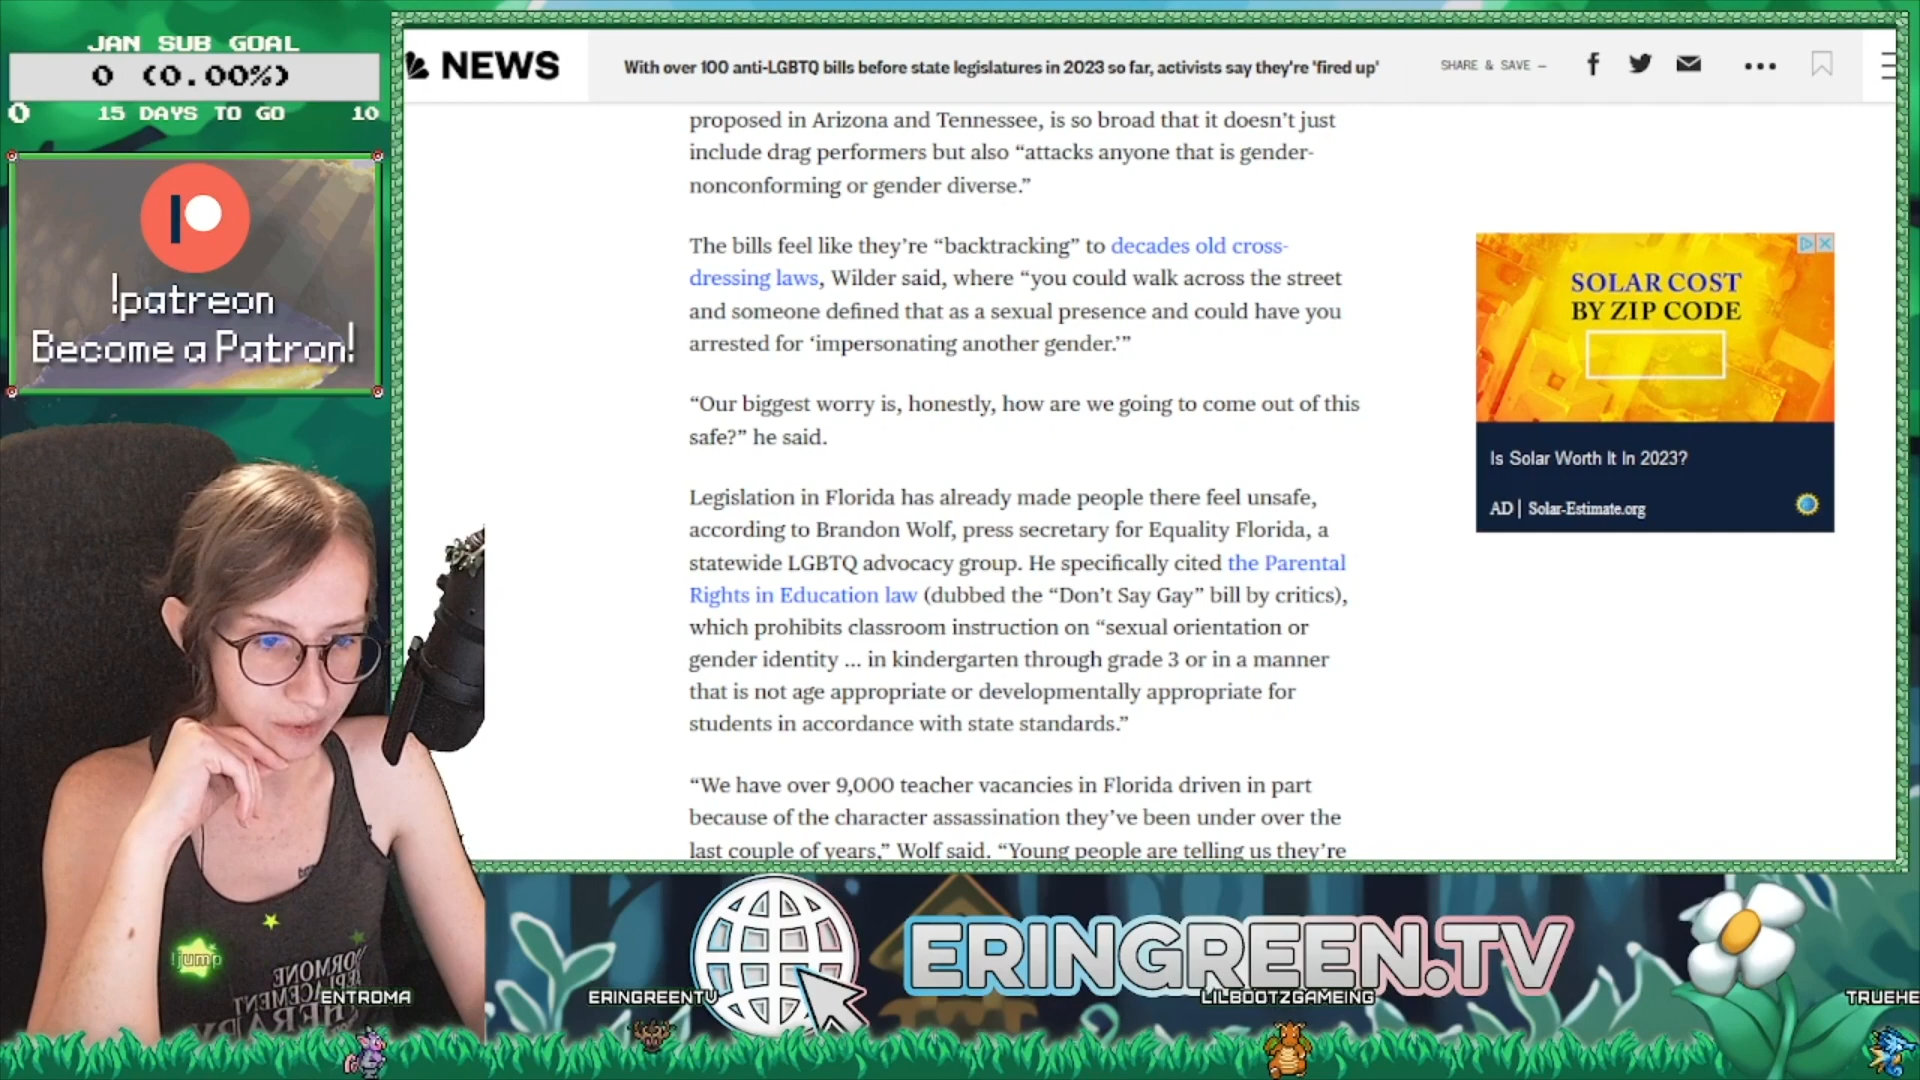 JAN SUB GOAL
0 (0.00%)
0 15 DAYS TO GO 10
!patreon
Become a Patron!
NEWS
With over 100 anti-LGBTQ bills before state legislatures in 2023 so far, activists say they're 'fired up'
SHARE & SAVE —
proposed in Arizona and Tennessee, is so broad that it doesn’t just
include drag performers but also “attacks anyone that is gender-
nonconforming or gender diverse.”
The bills feel like they’re “backtracking” to decades old cross-
dressing laws, Wilder said, where “you could walk across the street
and someone defined that as a sexual presence and could have you
arrested for ‘impersonating another gender.’”
“Our biggest worry is, honestly, how are we going to come out of this
safe?” he said.
Legislation in Florida has already made people there feel unsafe,
according to Brandon Wolf, press secretary for Equality Florida, a
statewide LGBTQ advocacy group. He specifically cited the Parental
Rights in Education law (dubbed the “Don’t Say Gay” bill by critics),
which prohibits classroom instruction on “sexual orientation or
gender identity ... in kindergarten through grade 3 or in a manner
that is not age appropriate or developmentally appropriate for
students in accordance with state standards.”
“We have over 9,000 teacher vacancies in Florida driven in part
because of the character assassination they’ve been under over the
last couple of years,” Wolf said. “Young people are telling us they’re
SOLAR COST
BY ZIP CODE
Is Solar Worth It In 2023?
AD | Solar-Estimate.org
!jump
HORMONE
REPLACEMENT
THERAPY
ERINGREEN.TV
ENTROMA
ERINGREENTV
LILBOOTZGAMEING
TRUEHE